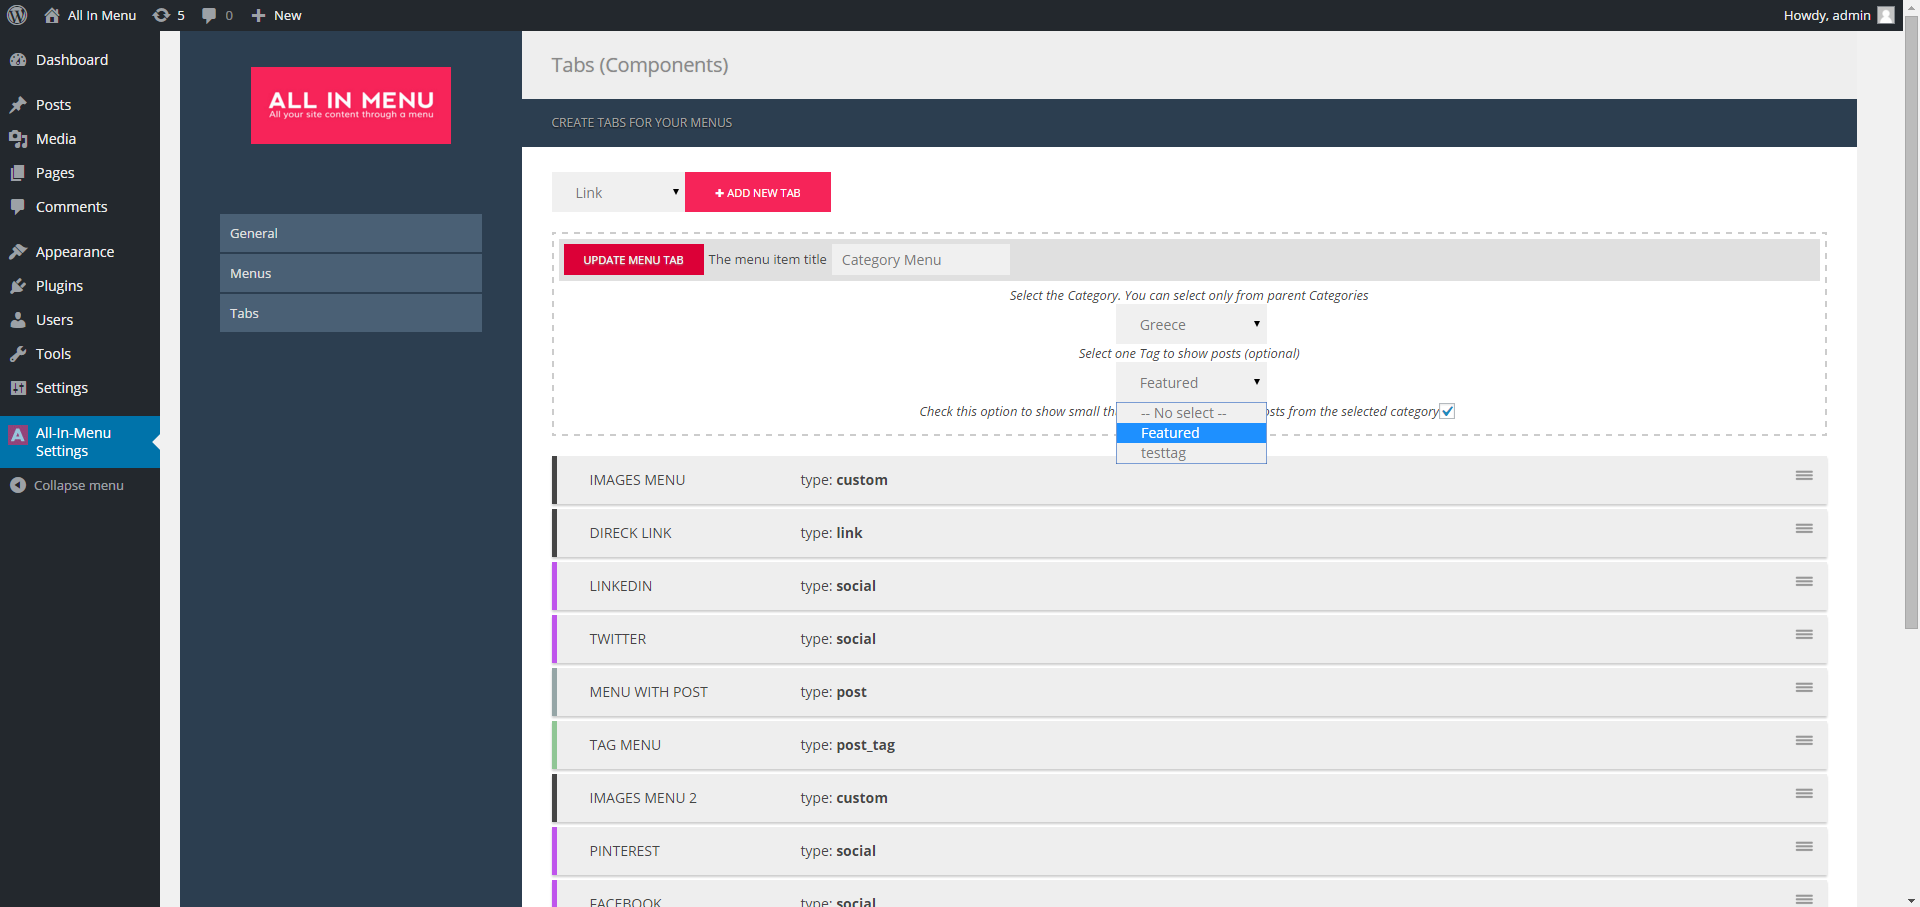 All In Menu
5
0
New
Howdy, admin
Dashboard
Posts
Media
Pages
Comments
Appearance
Plugins
Users
Tools
Settings
A
All-In-Menu
Settings
Collapse menu
ALL IN MENU
All your site content through a menu
General
Menus
Tabs
Tabs (Components)
CREATE TABS FOR YOUR MENUS
Link
ADD NEW TAB
UPDATE MENU TAB
The menu item title
Category Menu
Select the Category. You can select only from parent Categories
Greece
Select one Tag to show posts (optional)
Featured
Check this option to show small from the selected category
-- No select --
Featured
testtag
IMAGES MENU type: custom
DIRECK LINK type: link
LINKEDIN type: social
TWITTER type: social
MENU WITH POST type: post
TAG MENU type: post_tag
IMAGES MENU 2 type: custom
PINTEREST type: social
FACEBOOK type: social